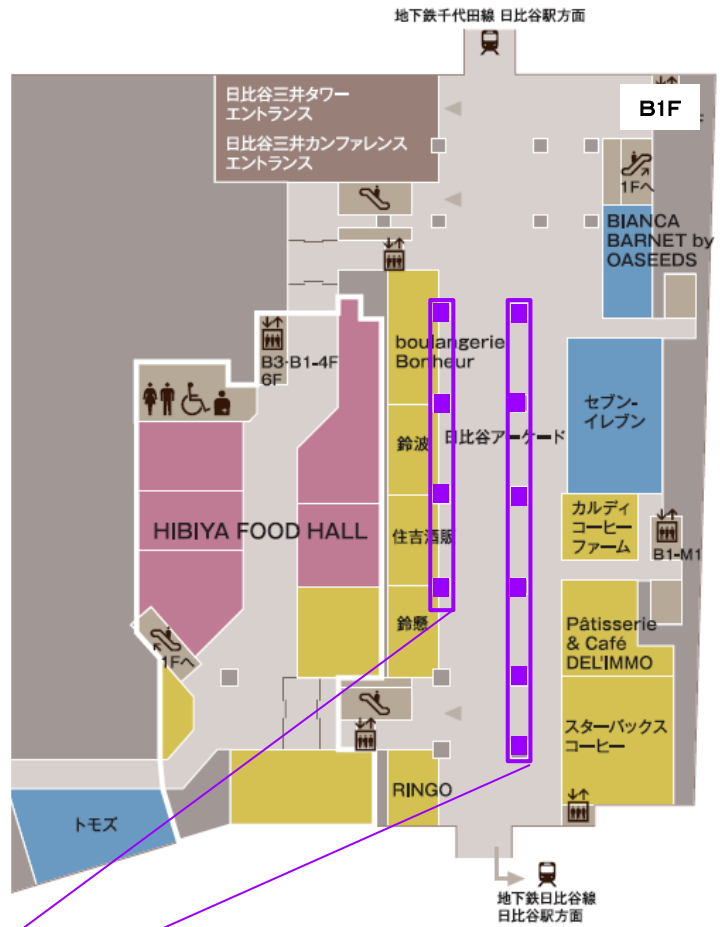 地下鉄千代田線 日比谷駅方面
B1F
日比谷三井タワー
エントランス
日比谷三井カンファレンス
エントランス
1Fへ
BIANCA
BARNET by
OASEEDS
boulangerie
Bonheur
B3·B1-4F
6F
セブン-
イレブン
鈴波
日比谷アーケード
カルディ
コーヒー
ファーム
HIBIYA FOOD HALL
住吉酒販
B1-M1
鈴懸
Pâtisserie
& Café
DEL'IMMO
1Fへ
スターバックス
コーヒー
RINGO
トモズ
地下鉄日比谷線
日比谷駅方面